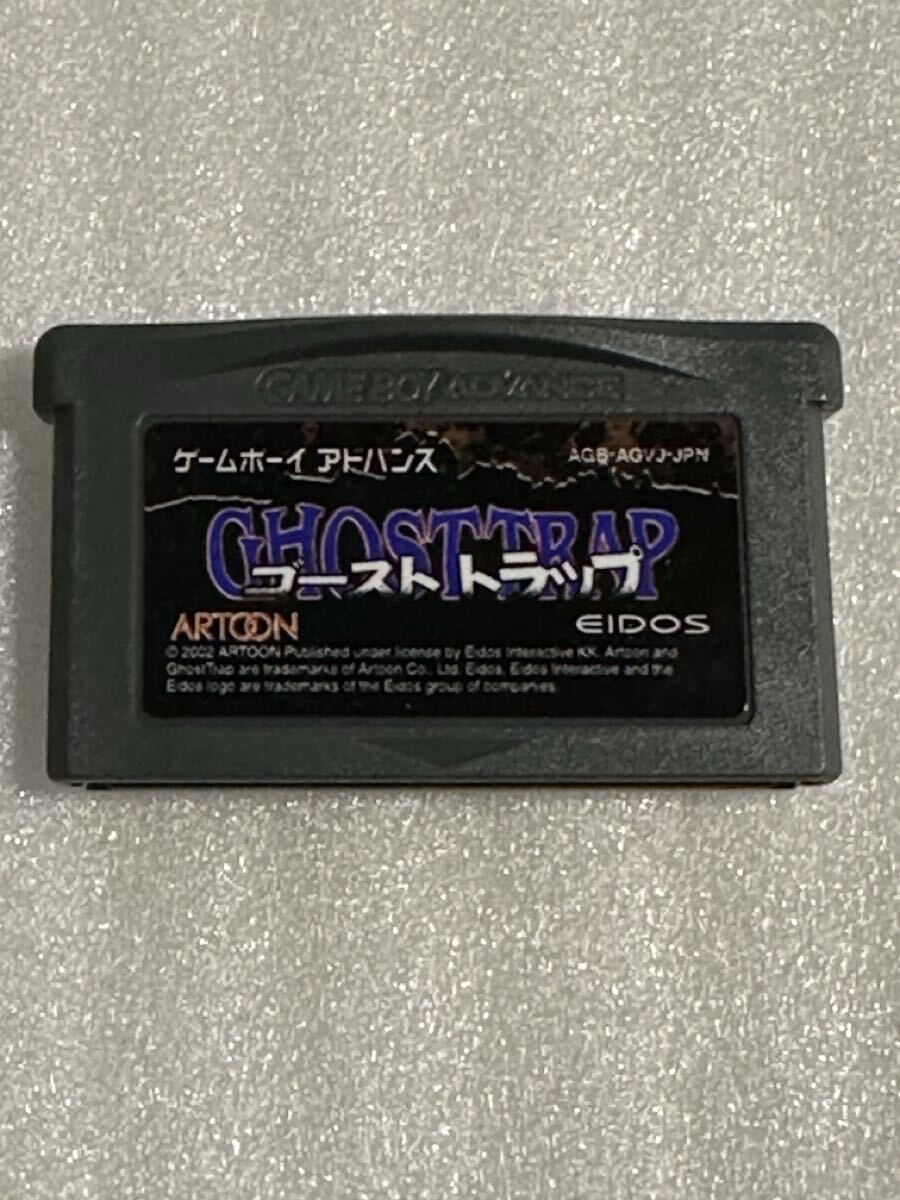 GAME BOY ADVANCE
ゲームボーイ アドバンス
AGB-AGVJ-JPN
GHOST TRAP
ゴースト トラップ
ARTOON
EIDOS
© 2002 ARTOON Published under license by Eidos Interactive KK. Artoon and
GhostTrap are trademarks of Artoon Co., Ltd. Eidos, Eidos Interactive and the
Eidos logo are trademarks of the Eidos group of companies.